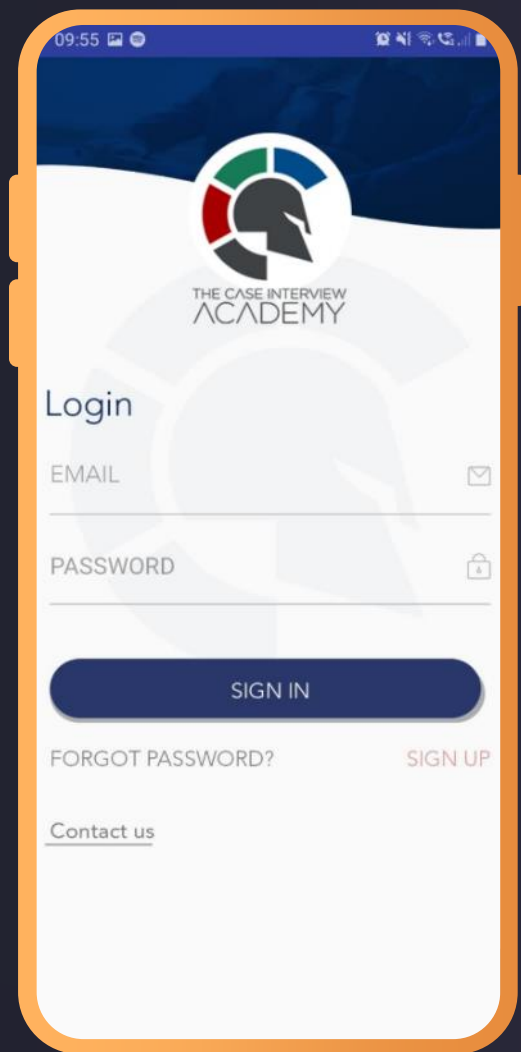 09:55
THE CASE INTERVIEW
ACADEMY
Login
EMAIL
PASSWORD
SIGN IN
FORGOT PASSWORD? SIGN UP
Contact us